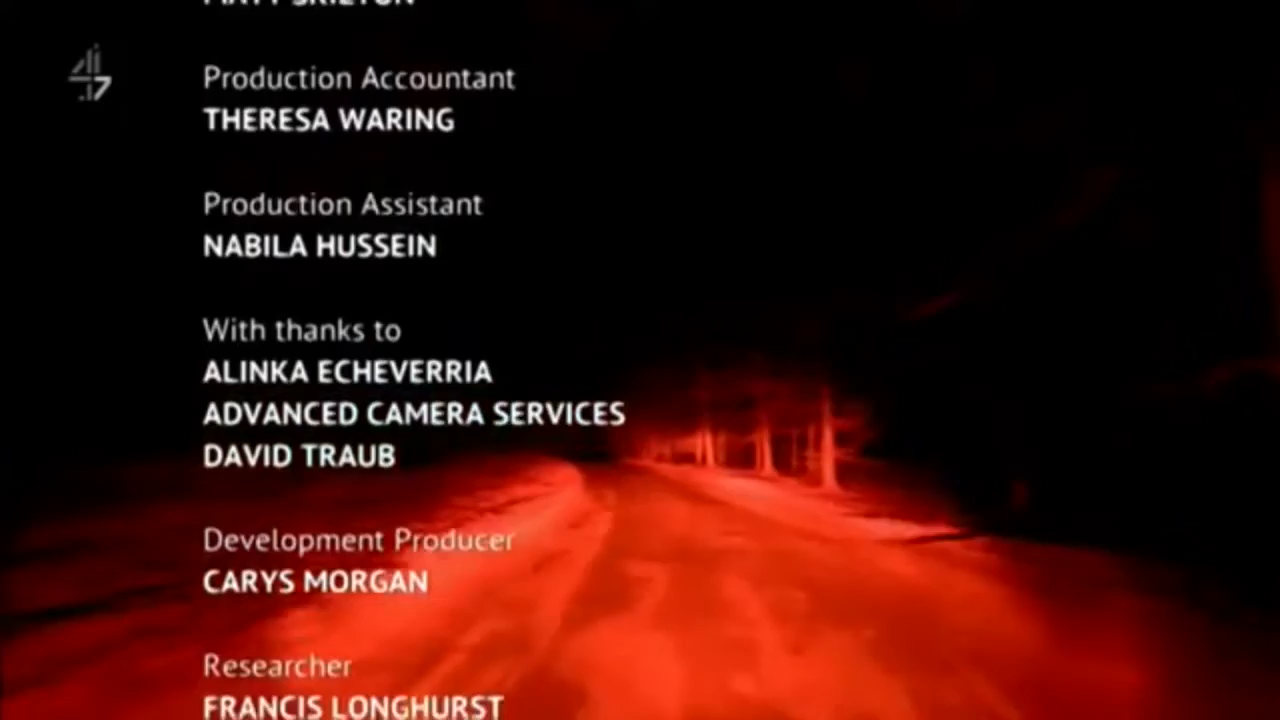 Production Accountant
THERESA WARING
Production Assistant
NABILA HUSSEIN
With thanks to
ALINKA ECHEVERRIA
ADVANCED CAMERA SERVICES
DAVID TRAUB
Development Producer
CARYS MORGAN
Researcher
FRANCIS LONGHURST